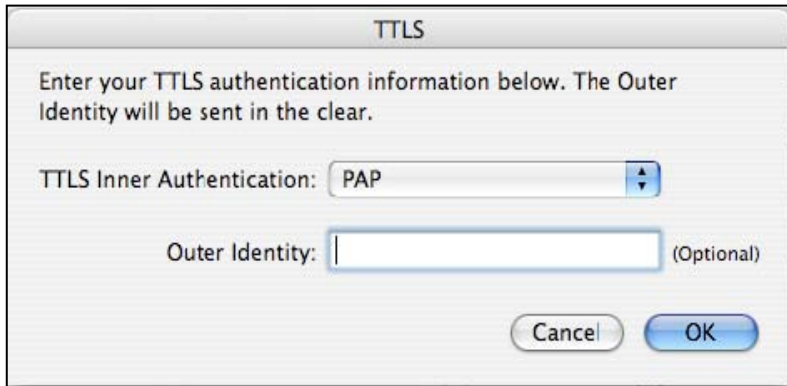 TTLS
Enter your TTLS authentication information below. The Outer
Identity will be sent in the clear.
TTLS Inner Authentication: PAP
Outer Identity: (Optional)
Cancel OK